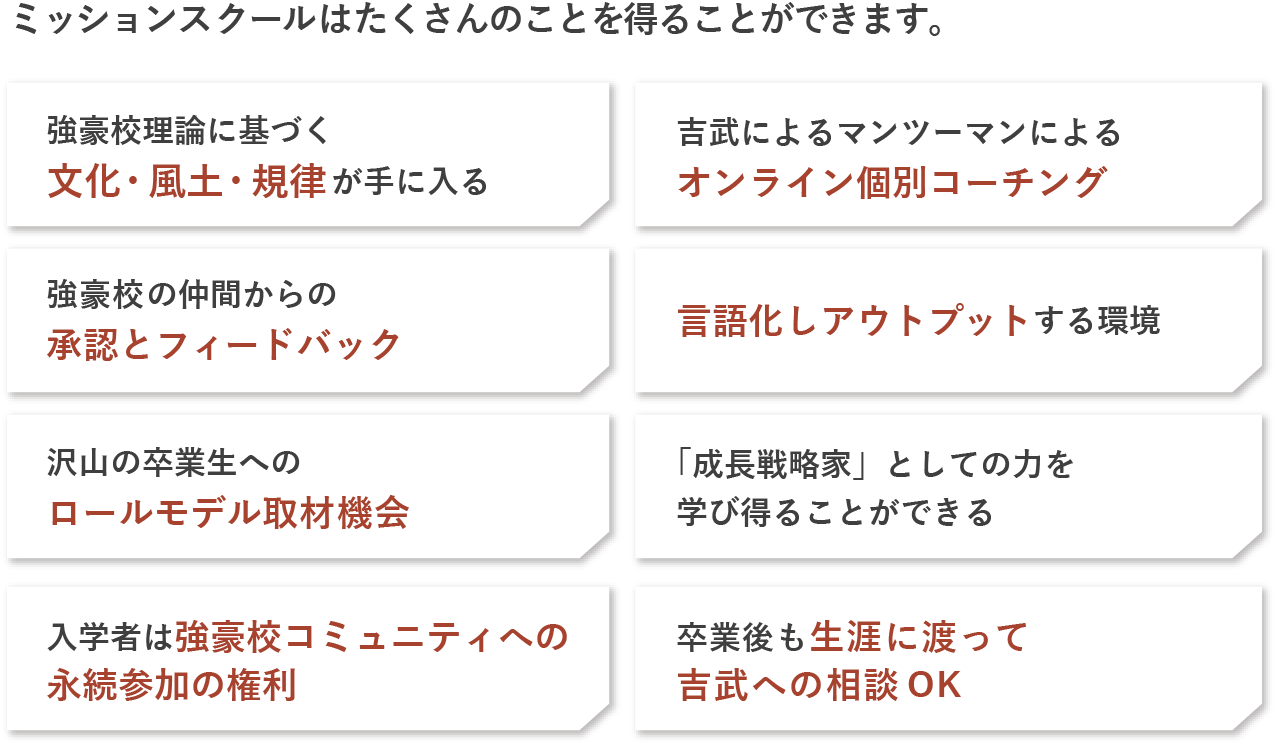 ミッションスクールはたくさんのことを得ることができます。
強豪校理論に基づく
文化・風土・規律が手に入る
吉武によるマンツーマンによる
オンライン個別コーチング
強豪校の仲間からの
承認とフィードバック
言語化しアウトプットする環境
沢山の卒業生への
ロールモデル取材機会
「成長戦略家」としての力を
学び得ることができる
入学者は強豪校コミュニティへの
永続参加の権利
卒業後も生涯に渡って
吉武への相談OK